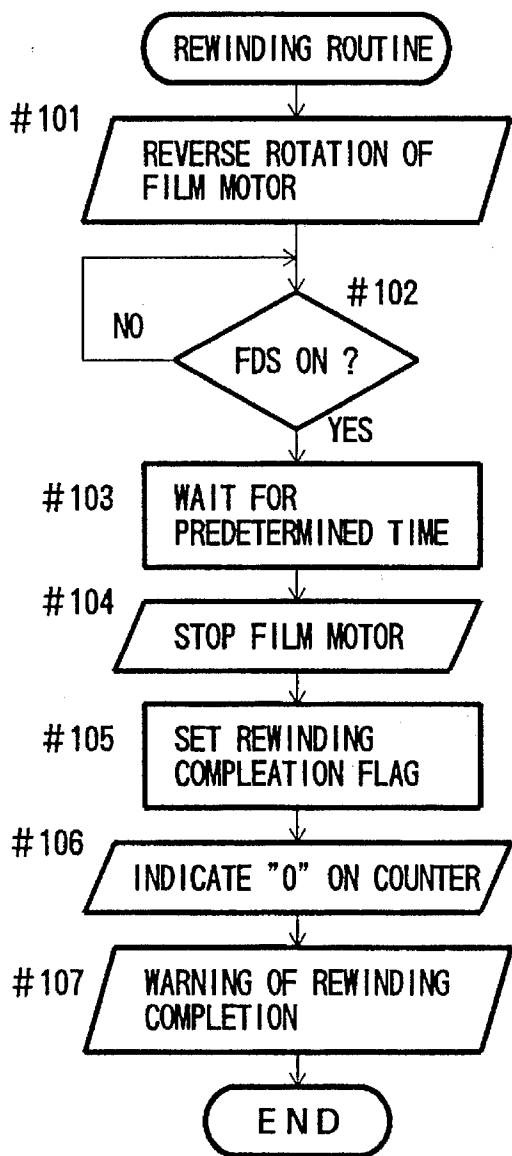 REWINDING ROUTINE
#101
REVERSE ROTATION OF
FILM MOTOR
#102
NO
FDS ON ?
YES
#103
WAIT FOR
PREDETERMINED TIME
#104
STOP FILM MOTOR
#105
SET REWINDING
COMPLEATION FLAG
#106
INDICATE "0" ON COUNTER
#107
WARNING OF REWINDING
COMPLETION
END